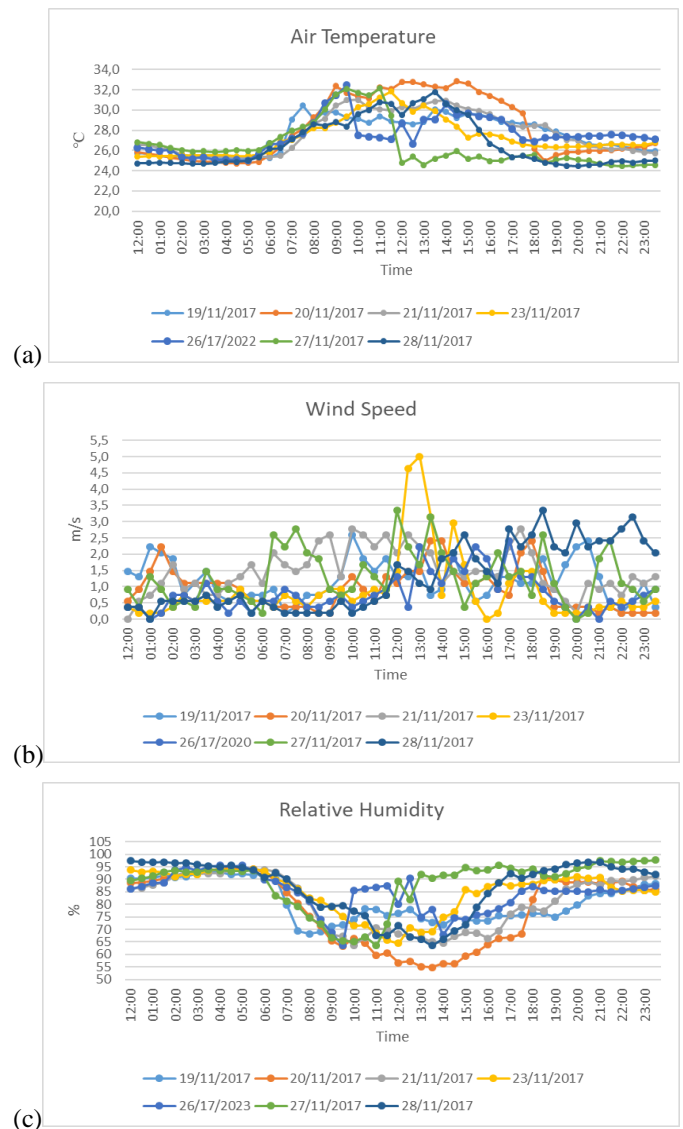 Air Temperature
34,0
32,0
30,0
28,0
26,0
24,0
22,0
20,0
°C
12:00 01:00 02:00 03:00 04:00 05:00 06:00 07:00 08:00 09:00 10:00 11:00 12:00 13:00 14:00 15:00 16:00 17:00 18:00 19:00 20:00 21:00 22:00 23:00
Time
19/11/2017 20/11/2017 21/11/2017 23/11/2017
26/17/2022 27/11/2017 28/11/2017
(a)
Wind Speed
5,5
5,0
4,5
4,0
3,5
3,0
2,5
2,0
1,5
1,0
0,5
0,0
m/s
12:00 01:00 02:00 03:00 04:00 05:00 06:00 07:00 08:00 09:00 10:00 11:00 12:00 13:00 14:00 15:00 16:00 17:00 18:00 19:00 20:00 21:00 22:00 23:00
Time
19/11/2017 20/11/2017 21/11/2017 23/11/2017
26/17/2020 27/11/2017 28/11/2017
(b)
Relative Humidity
105
100
95
90
85
80
75
70
65
60
55
50
%
12:00 01:00 02:00 03:00 04:00 05:00 06:00 07:00 08:00 09:00 10:00 11:00 12:00 13:00 14:00 15:00 16:00 17:00 18:00 19:00 20:00 21:00 22:00 23:00
Time
19/11/2017 20/11/2017 21/11/2017 23/11/2017
26/17/2023 27/11/2017 28/11/2017
(c)